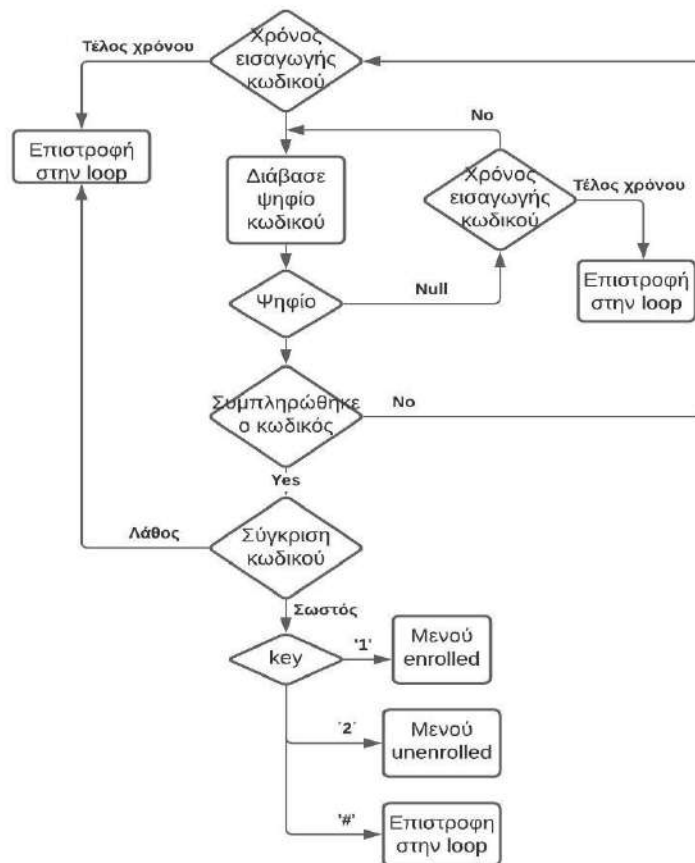 Τέλος χρόνου
Χρόνος
εισαγωγής
κωδικού
Επιστροφή
στην loop
No
Διάβασε
ψηφίο
κωδικού
Χρόνος
εισαγωγής
κωδικού
Τέλος χρόνου
Επιστροφή
στην loop
Ψηφίο
Null
Συμπληρώθηκε
ο κωδικός
No
Yes
Λάθος
Σύγκριση
κωδικού
Σωστός
key
'1'
Μενού
enrolled
'2'
Μενού
unenrolled
'#'
Επιστροφη
στην loop